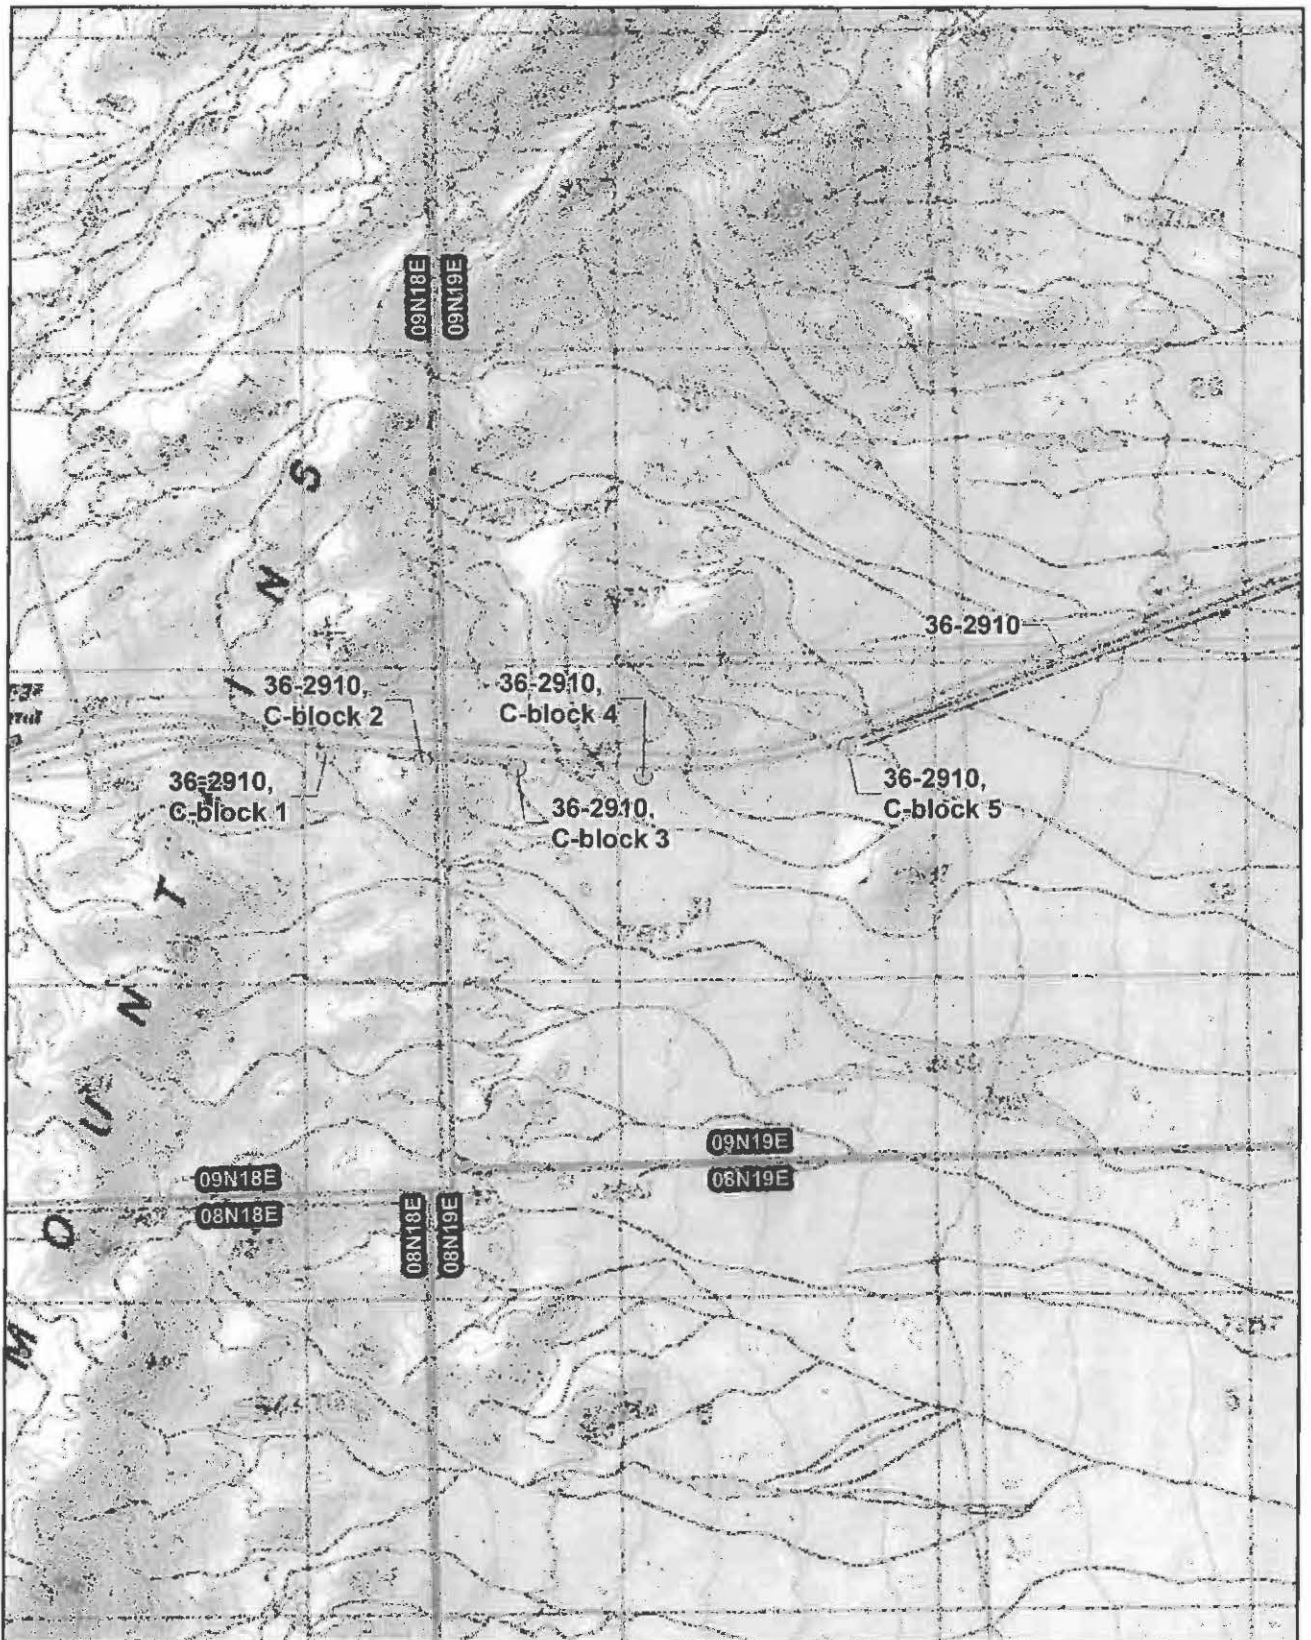 09N18E
09N19E
S
N
I
36-2910
36-2910,
C-block 2
36-2910,
C-block 4
36-2910,
C-block 1
36-2910,
C-block 3
36-2910,
C-block 5
T
N
U
O
M
09N19E
08N19E
09N18E
08N18E
08N18E
08N19E